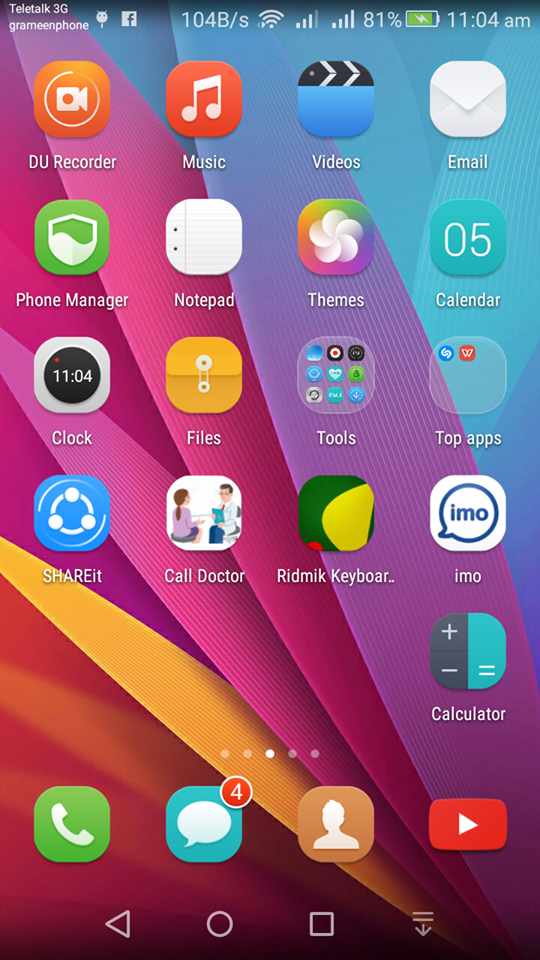 Teletalk 3G
grameenphone
104B/s 81% 11:04 am
DU Recorder Music Videos Email
05
Phone Manager Notepad Themes Calendar
11:04
Clock Files Tools Top apps
imo
SHAREit Call Doctor Ridmik Keyboar.. imo
Calculator
4